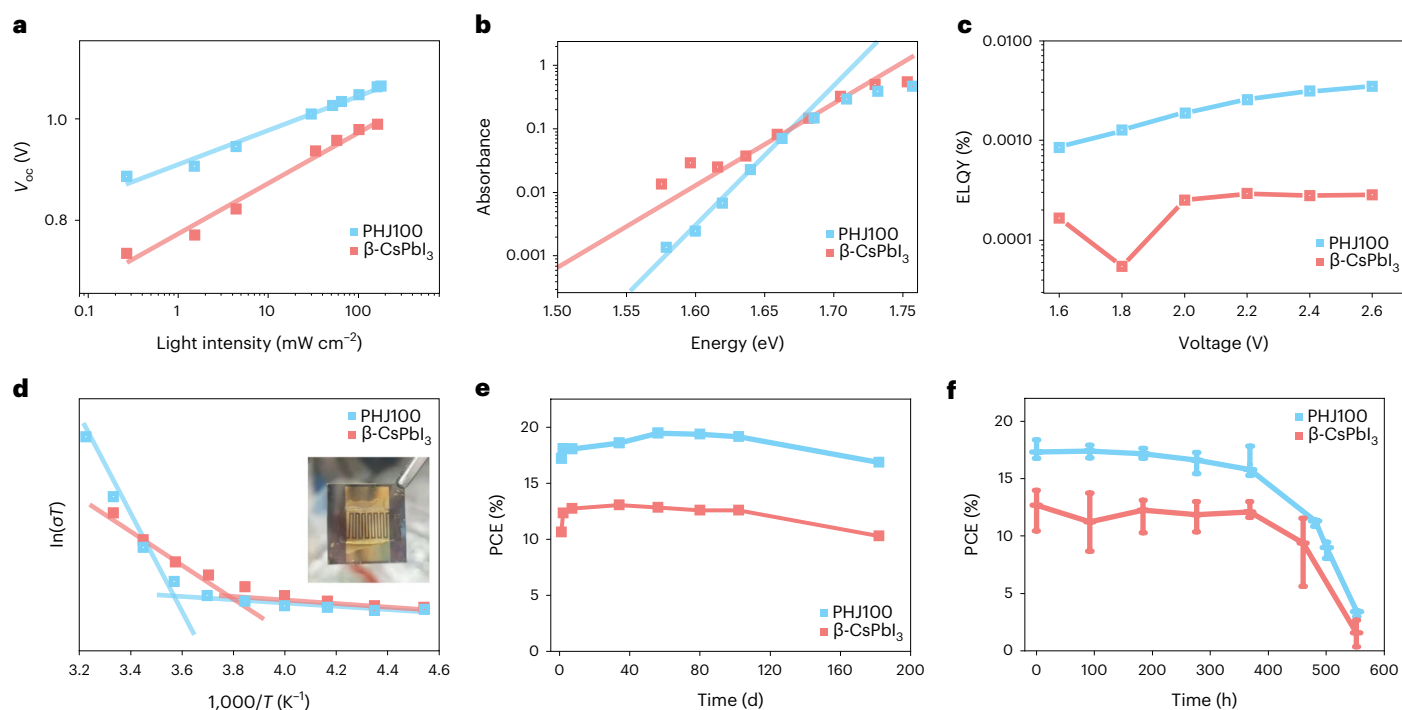 a
1.0
0.8
V_oc (V)
PHJ100
β-CsPbI₃
0.1
1
10
100
Light intensity (mW cm⁻²)
b
1
0.1
0.01
0.001
Absorbance
PHJ100
β-CsPbI₃
1.50
1.55
1.60
1.65
1.70
1.75
Energy (eV)
c
0.0100
0.0010
0.0001
ELQY (%)
PHJ100
β-CsPbI₃
1.6
1.8
2.0
2.2
2.4
2.6
Voltage (V)
d
ln(σT)
PHJ100
β-CsPbI₃
3.2
3.4
3.6
3.8
4.0
4.2
4.4
4.6
1,000/T (K⁻¹)
e
20
15
10
5
0
PCE (%)
PHJ100
β-CsPbI₃
0
40
80
120
160
200
Time (d)
f
20
15
10
5
0
PCE (%)
PHJ100
β-CsPbI₃
0
100
200
300
400
500
600
Time (h)